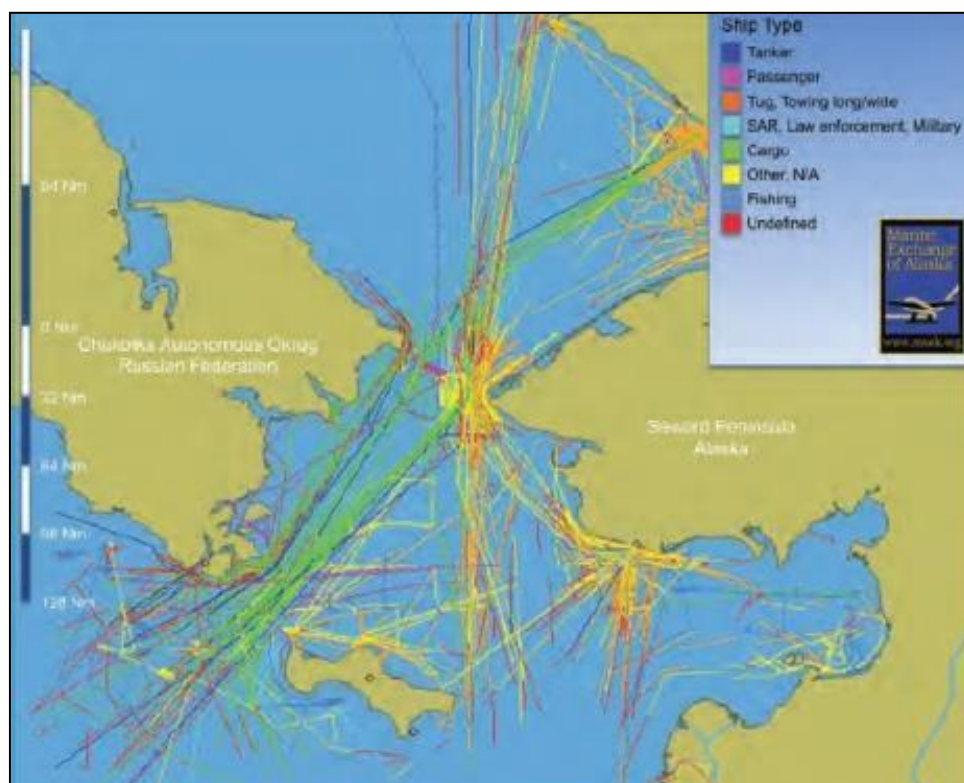 Ship Type
Tanker
Passenger
Tug, Towing long/wide
SAR, Law enforcement, Military
Cargo
Other, N/A
Fishing
Undefined
Marine
Exchange
of Alaska
64 Nm
0 Nm
Chukotka Autonomous Okrug
Russian Federation
32 Nm
Seward Peninsula
Alaska
64 Nm
96 Nm
128 Nm